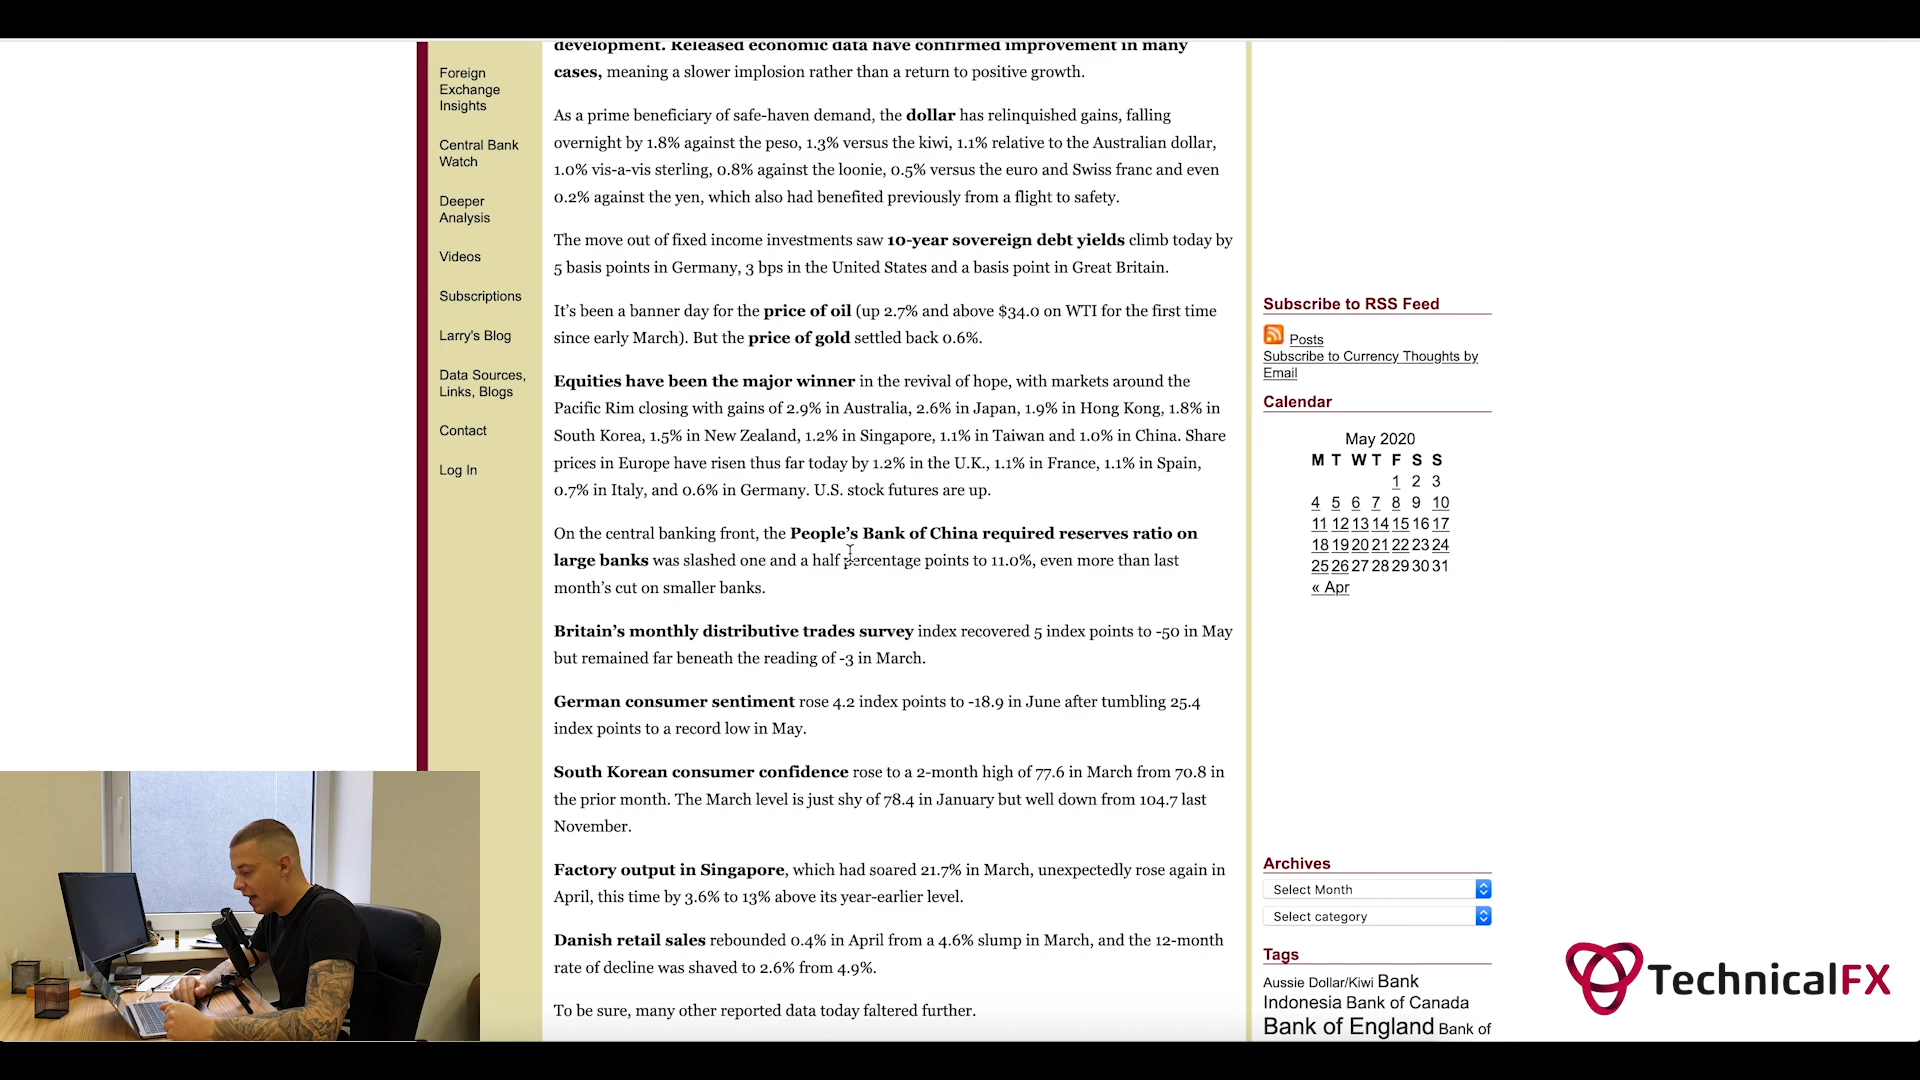 Foreign
Exchange
Insights
Central Bank
Watch
Deeper
Analysis
Videos
Subscriptions
Larry's Blog
Data Sources,
Links, Blogs
Contact
Log In
development. Released economic data have confirmed improvement in many
cases, meaning a slower implosion rather than a return to positive growth.
As a prime beneficiary of safe-haven demand, the dollar has relinquished gains, falling
overnight by 1.8% against the peso, 1.3% versus the kiwi, 1.1% relative to the Australian dollar,
1.0% vis-a-vis sterling, 0.8% against the loonie, 0.5% versus the euro and Swiss franc and even
0.2% against the yen, which also had benefited previously from a flight to safety.
The move out of fixed income investments saw 10-year sovereign debt yields climb today by
5 basis points in Germany, 3 bps in the United States and a basis point in Great Britain.
It’s been a banner day for the price of oil (up 2.7% and above $34.0 on WTI for the first time
since early March). But the price of gold settled back 0.6%.
Equities have been the major winner in the revival of hope, with markets around the
Pacific Rim closing with gains of 2.9% in Australia, 2.6% in Japan, 1.9% in Hong Kong, 1.8% in
South Korea, 1.5% in New Zealand, 1.2% in Singapore, 1.1% in Taiwan and 1.0% in China. Share
prices in Europe have risen thus far today by 1.2% in the U.K., 1.1% in France, 1.1% in Spain,
0.7% in Italy, and 0.6% in Germany. U.S. stock futures are up.
On the central banking front, the People’s Bank of China required reserves ratio on
large banks was slashed one and a half percentage points to 11.0%, even more than last
month’s cut on smaller banks.
Britain’s monthly distributive trades survey index recovered 5 index points to -50 in May
but remained far beneath the reading of -3 in March.
German consumer sentiment rose 4.2 index points to -18.9 in June after tumbling 25.4
index points to a record low in May.
South Korean consumer confidence rose to a 2-month high of 77.6 in March from 70.8 in
the prior month. The March level is just shy of 78.4 in January but well down from 104.7 last
November.
Factory output in Singapore, which had soared 21.7% in March, unexpectedly rose again in
April, this time by 3.6% to 13% above its year-earlier level.
Danish retail sales rebounded 0.4% in April from a 4.6% slump in March, and the 12-month
rate of decline was shaved to 2.6% from 4.9%.
To be sure, many other reported data today faltered further.
Subscribe to RSS Feed
Posts
Subscribe to Currency Thoughts by
Email
Calendar
May 2020
M T W T F S S
1 2 3
4 5 6 7 8 9 10
11 12 13 14 15 16 17
18 19 20 21 22 23 24
25 26 27 28 29 30 31
« Apr
Archives
Select Month
Select category
Tags
Aussie Dollar/Kiwi Bank
Indonesia Bank of Canada
Bank of England Bank of
TechnicalFX